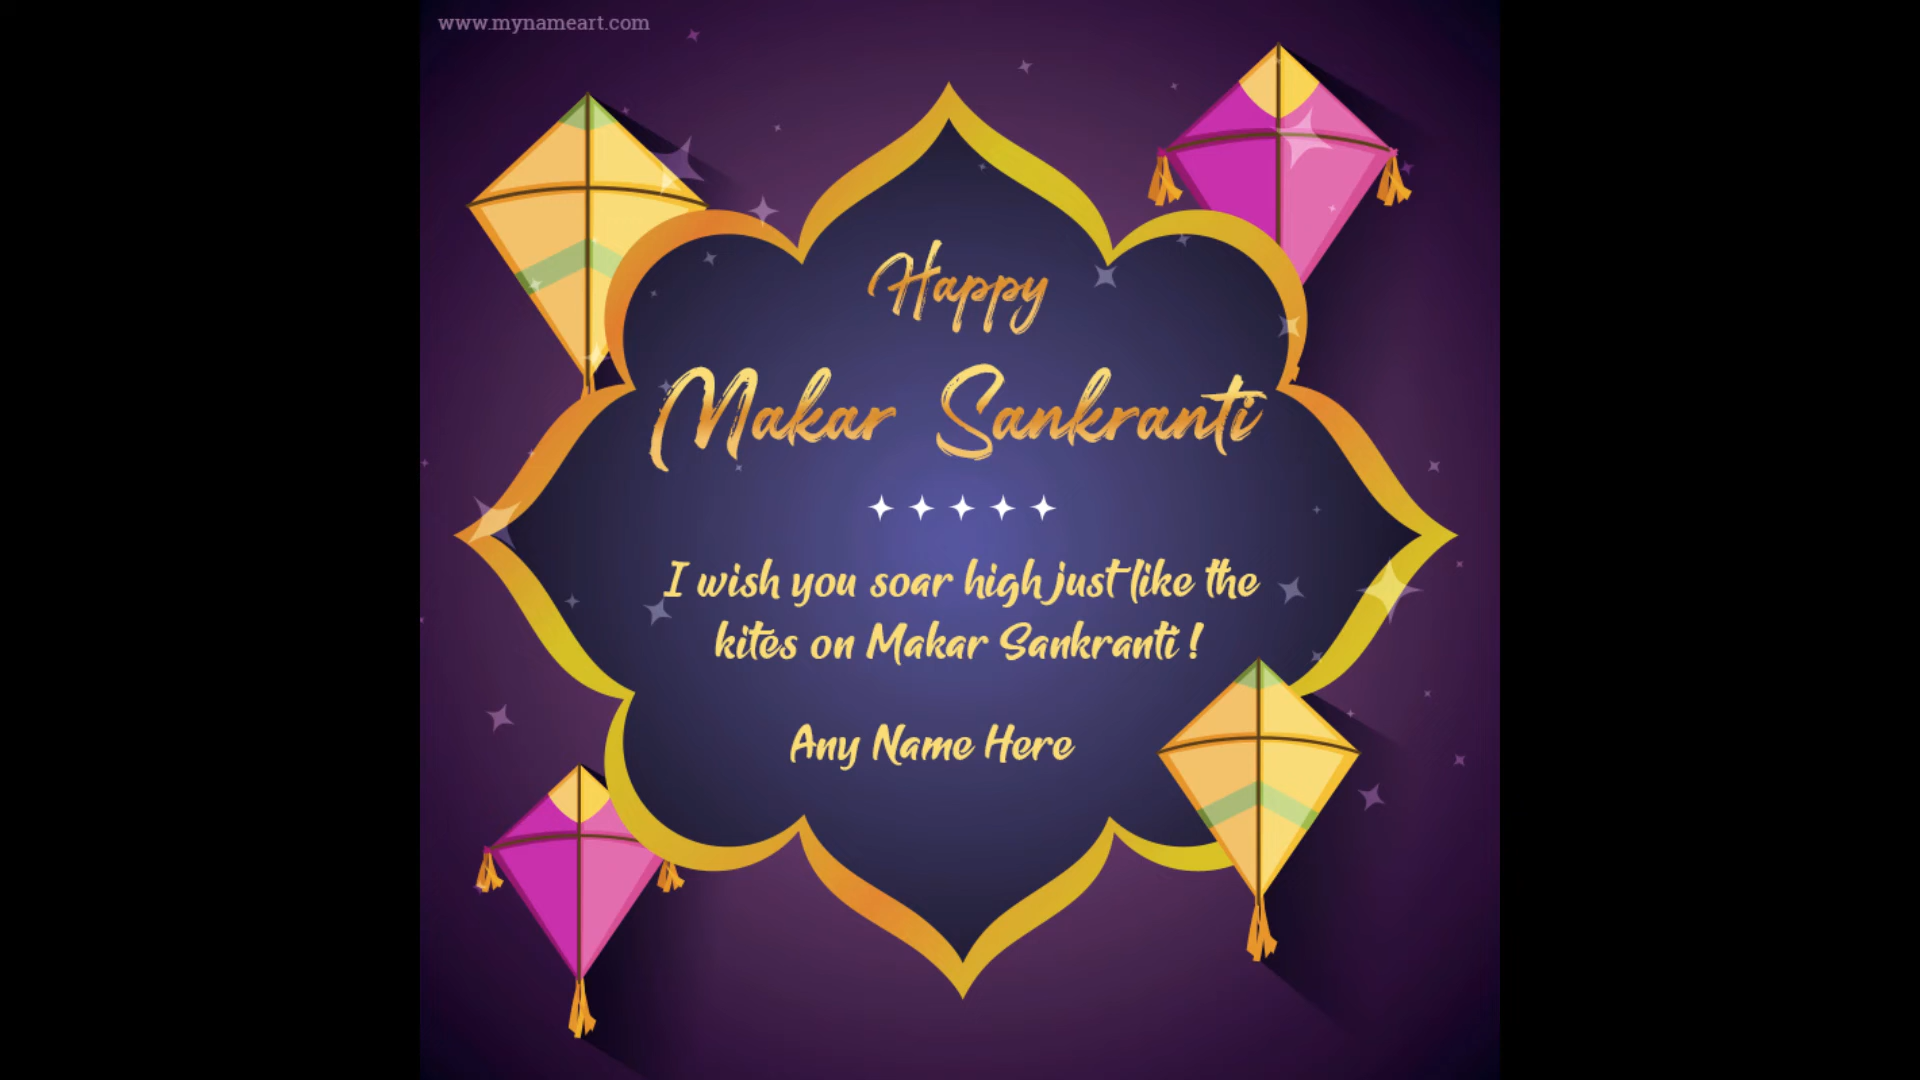 www.mynameart.com
Happy
Makar Sankranti
I wish you soar high just like the
kites on Makar Sankranti !
Any Name Here